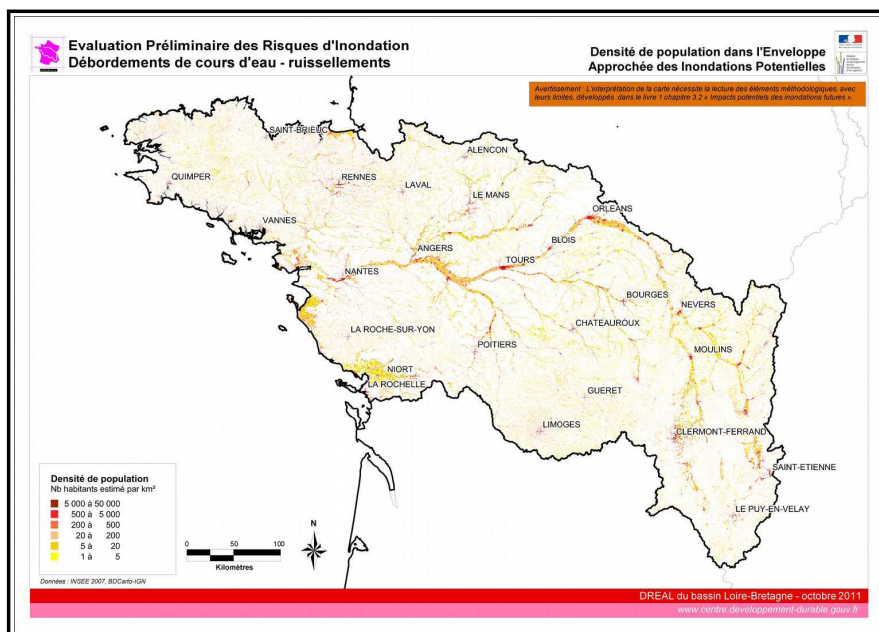 Evaluation Préliminaire des Risques d'Inondation
Débordements de cours d'eau - ruissellements
Densité de population dans l'Enveloppe
Approchée des Inondations Potentielles
Avertissement : L'interprétation de la carte nécessite la lecture des éléments méthodologiques, avec
leurs limites, développés dans le livre 1 chapitre 3.2 « Impacts potentiels des inondations futures »
SAINT-BRIEUC
ALENCON
QUIMPER
RENNES
LAVAL
LE MANS
VANNES
ORLEANS
BLOIS
ANGERS
TOURS
NANTES
BOURGES
NEVERS
LA ROCHE-SUR-YON
CHATEAUROUX
POITIERS
MOULINS
NIORT
LA ROCHELLE
GUERET
LIMOGES
CLERMONT-FERRAND
SAINT-ETIENNE
LE PUY-EN-VELAY
Densité de population
Nb habitants estimé par km²
5 000 à 50 000
500 à 5 000
200 à 500
20 à 200
5 à 20
1 à 5
N
0 50 100
Kilomètres
Données : INSEE 2007, BDCarto-IGN
DREAL du bassin Loire-Bretagne - octobre 2011
www.centre.developpement-durable.gouv.fr